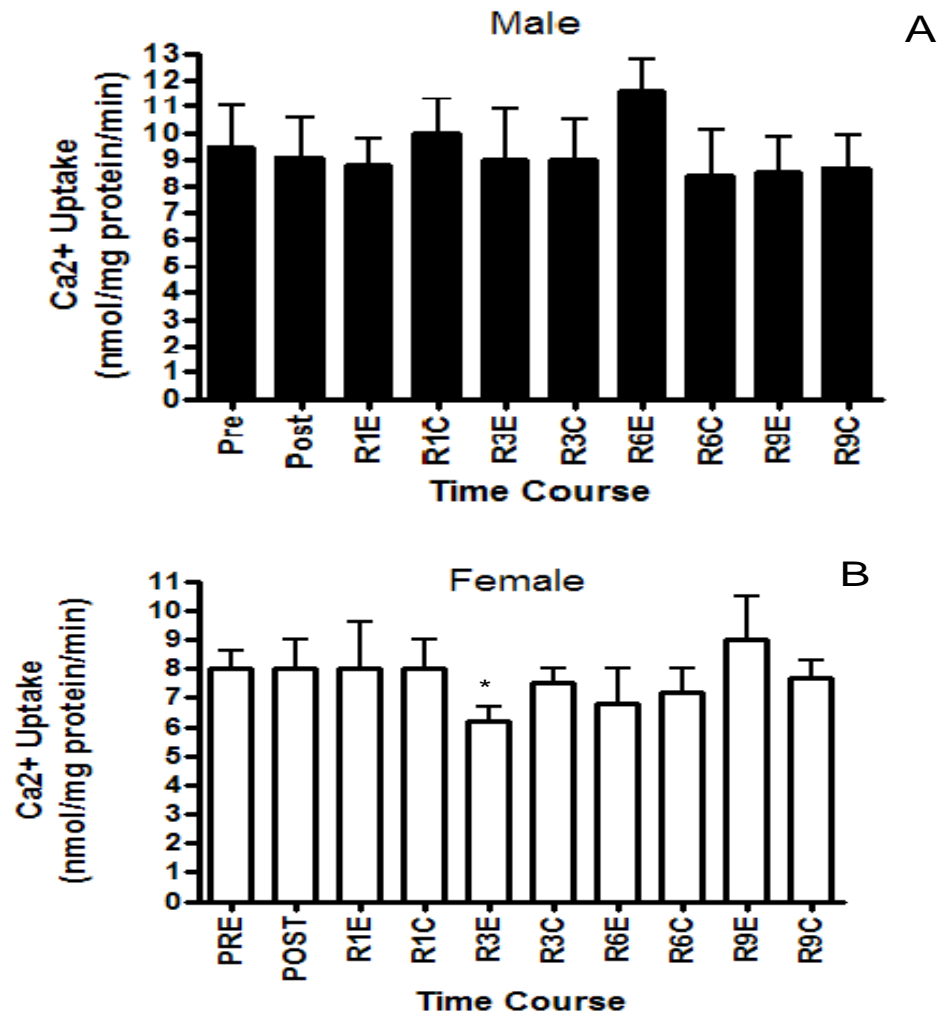 Male
A
Ca2+ Uptake
(nmol/mg protein/min)
13
12
11
10
9
8
7
6
5
4
3
2
1
0
Pre Post R1E R1C R3E R3C R6E R6C R9E R9C
Time Course
Female
B
Ca2+ Uptake
(nmol/mg protein/min)
11
10
9
8
7
6
5
4
3
2
1
0
*
PRE POST R1E R1C R3E R3C R6E R6C R9E R9C
Time Course